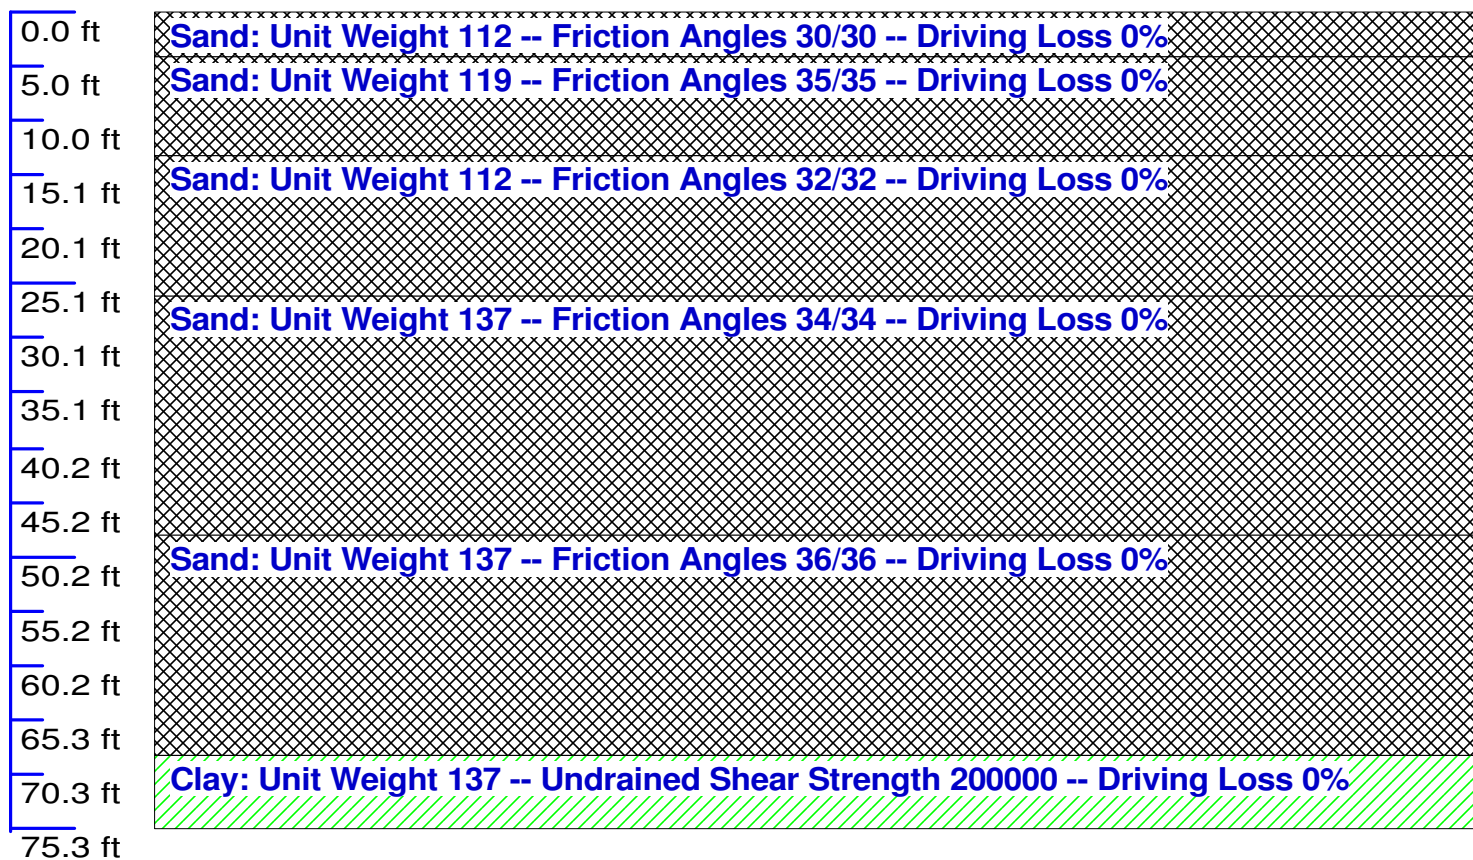 0.0 ft
Sand: Unit Weight 112 -- Friction Angles 30/30 -- Driving Loss 0%
5.0 ft
Sand: Unit Weight 119 -- Friction Angles 35/35 -- Driving Loss 0%
10.0 ft
15.1 ft
Sand: Unit Weight 112 -- Friction Angles 32/32 -- Driving Loss 0%
20.1 ft
25.1 ft
Sand: Unit Weight 137 -- Friction Angles 34/34 -- Driving Loss 0%
30.1 ft
35.1 ft
40.2 ft
45.2 ft
50.2 ft
Sand: Unit Weight 137 -- Friction Angles 36/36 -- Driving Loss 0%
55.2 ft
60.2 ft
65.3 ft
70.3 ft
Clay: Unit Weight 137 -- Undrained Shear Strength 200000 -- Driving Loss 0%
75.3 ft